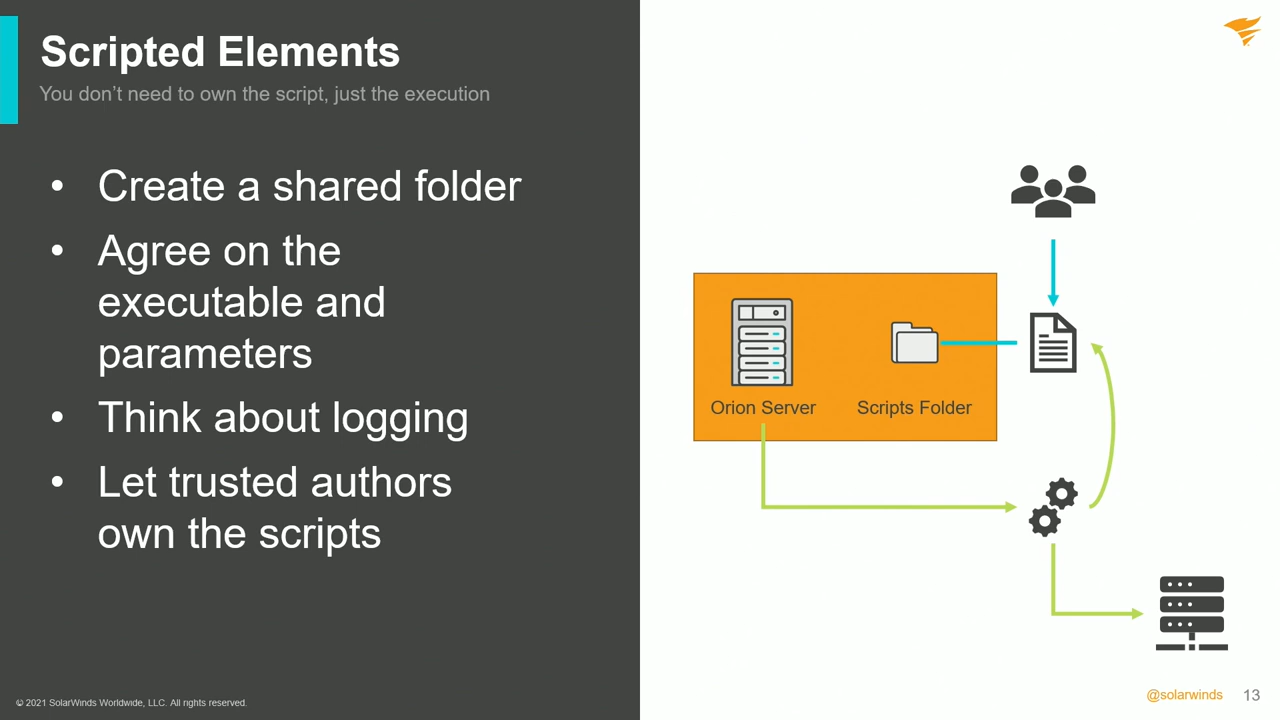 Scripted Elements
You don't need to own the script, just the execution
• Create a shared folder
• Agree on the
executable and
parameters
• Think about logging
• Let trusted authors
own the scripts
Orion Server
Scripts Folder
© 2021 SolarWinds Worldwide, LLC. All rights reserved.
@solarwinds
13